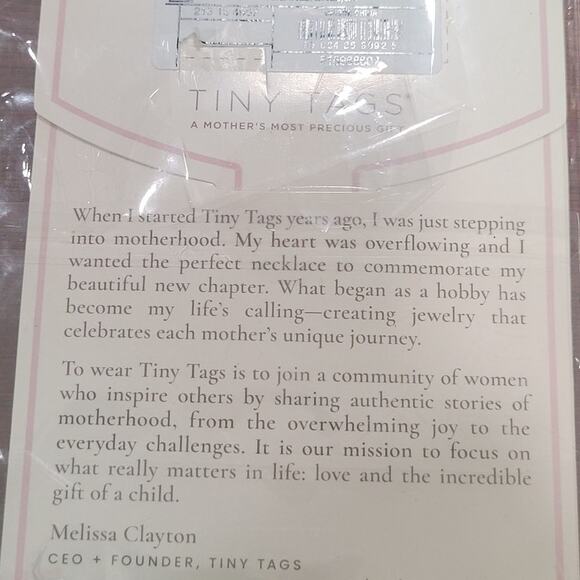 TINY TAGS
A MOTHER'S MOST PRECIOUS GIFT
When I started Tiny Tags years ago, I was just stepping
into motherhood. My heart was overflowing and I
wanted the perfect necklace to commemorate my
beautiful new chapter. What began as a hobby has
become my life's calling—creating jewelry that
celebrates each mother's unique journey.
To wear Tiny Tags is to join a community of women
who inspire others by sharing authentic stories of
motherhood, from the overwhelming joy to the
everyday challenges. It is our mission to focus on
what really matters in life: love and the incredible
gift of a child.
Melissa Clayton
CEO + FOUNDER, TINY TAGS